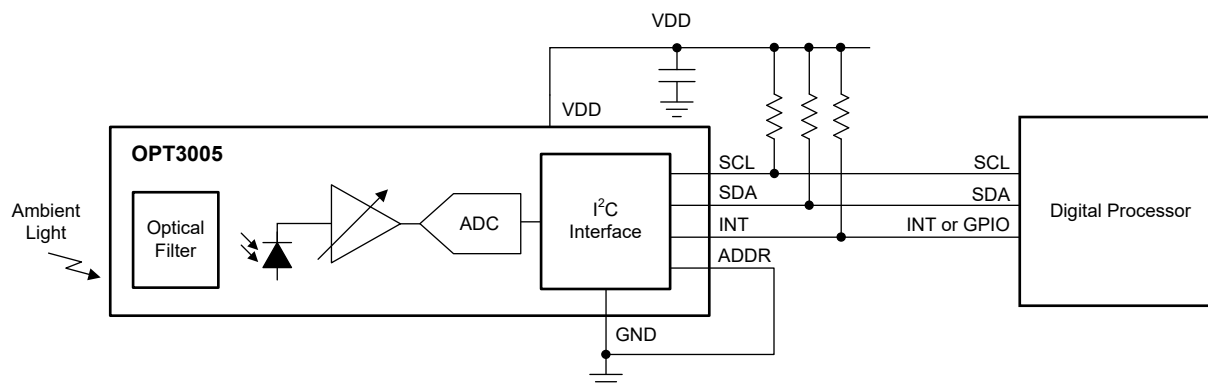 VDD
VDD
OPT3005
Ambient
Light
Optical
Filter
ADC
I²C
Interface
SCL
SDA
INT
ADDR
GND
SCL
SDA
INT or GPIO
Digital Processor